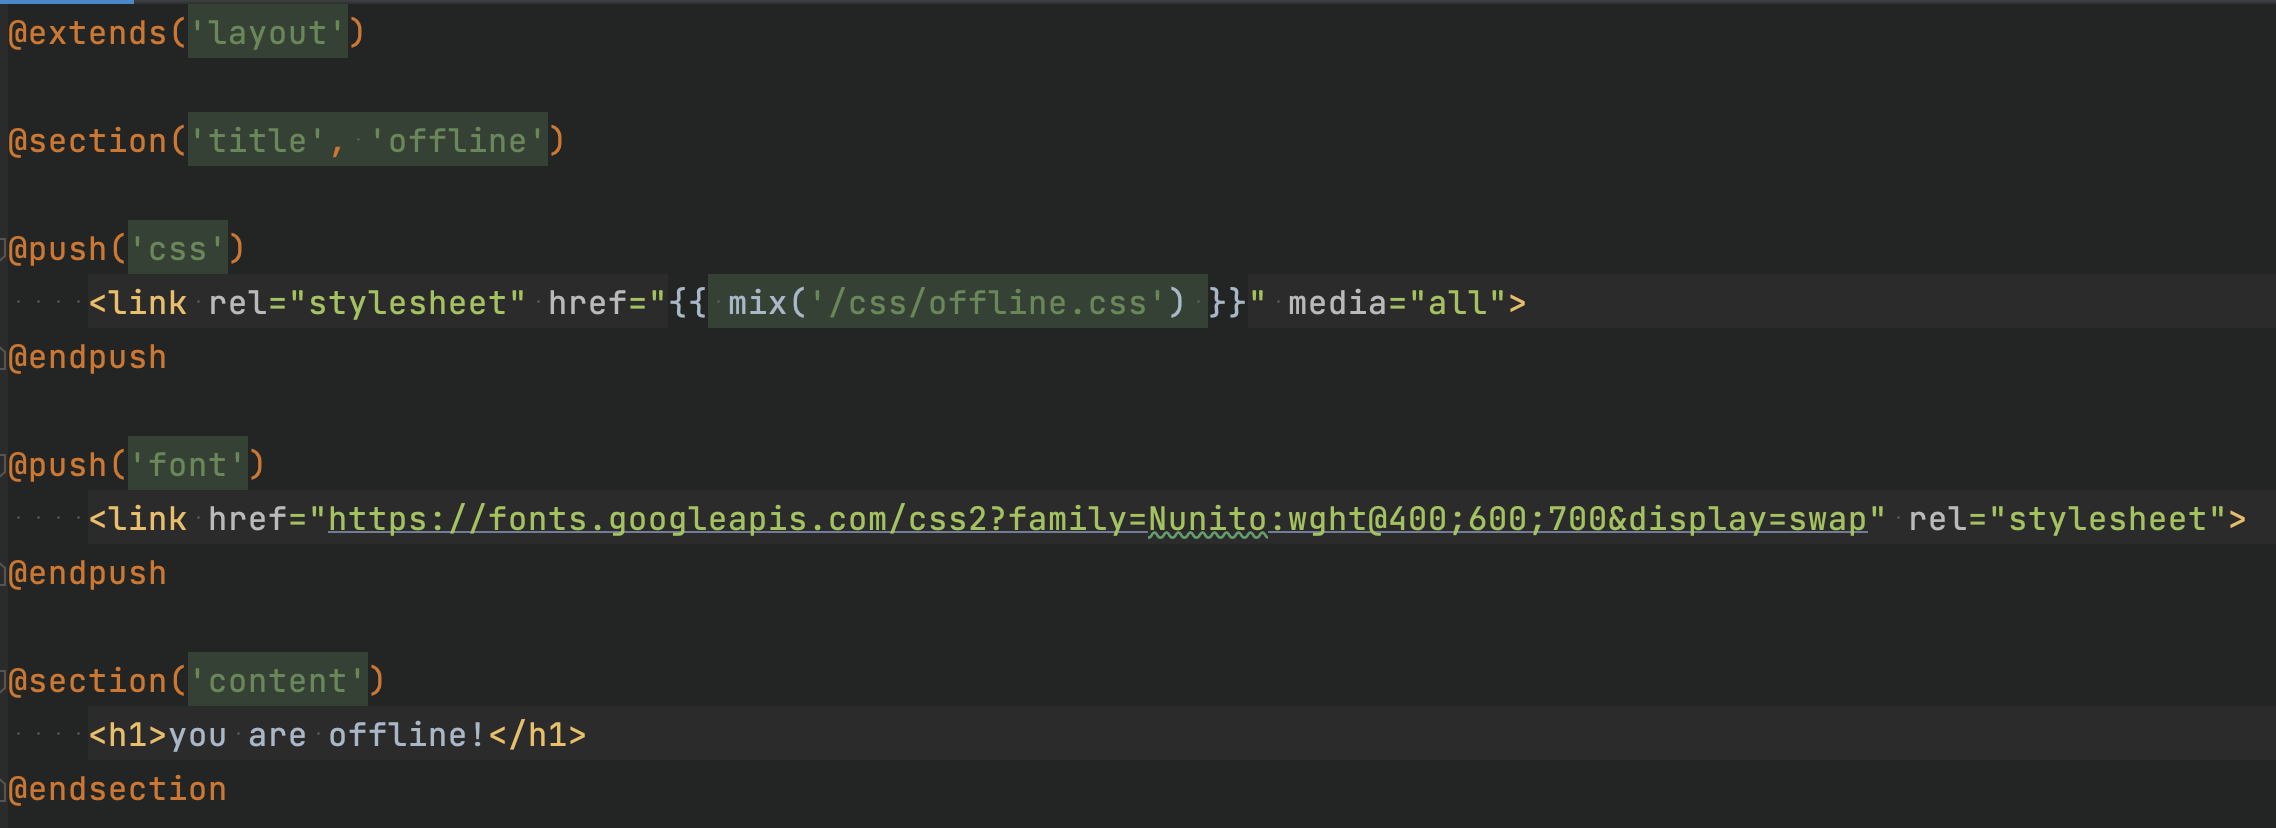 @extends('layout')
@section('title', 'offline')
@push('css')
<link rel="stylesheet" href="{{ mix('/css/offline.css') }}" media="all">
@endpush
@push('font')
<link href="https://fonts.googleapis.com/css2?family=Nunito:wght@400;600;700&display=swap" rel="stylesheet">
@endpush
@section('content')
<h1>you are offline!</h1>
@endsection